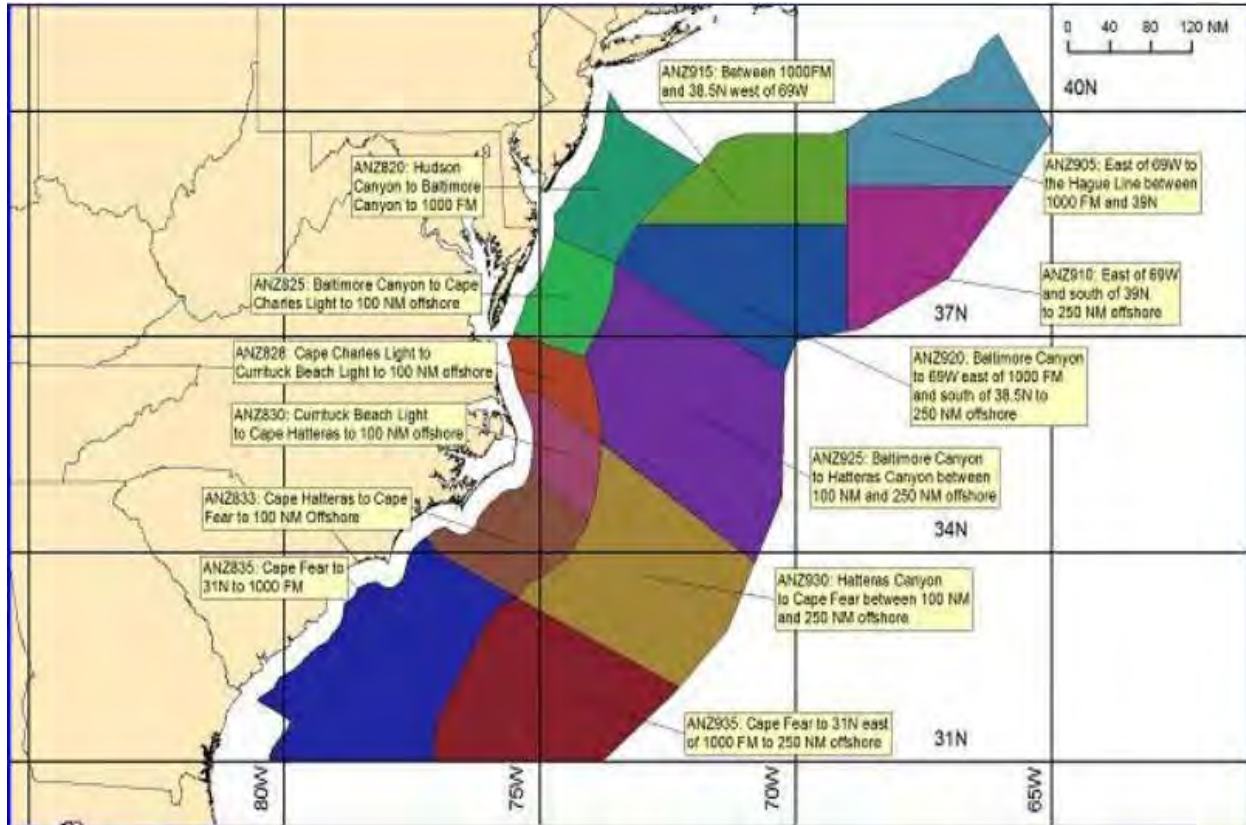 0 40 80 120 NM
ANZ915: Between 1000FM
and 38.5N west of 69W
40N
ANZ820: Hudson
Canyon to Baltimore
Canyon to 1000 FM
ANZ905: East of 69W to
the Hague Line between
1000 FM and 39N
ANZ825: Baltimore Canyon to Cape
Charles Light to 100 NM offshore
ANZ910: East of 69W
and south of 39N
to 250 NM offshore
37N
ANZ828: Cape Charles Light to
Currituck Beach Light to 100 NM offshore
ANZ920: Baltimore Canyon
to 69W east of 1000 FM
and south of 38.5N to
250 NM offshore
ANZ830: Currituck Beach Light
to Cape Hatteras to 100 NM offshore
ANZ925: Baltimore Canyon
to Hatteras Canyon between
100 NM and 250 NM offshore
ANZ833: Cape Hatteras to Cape
Fear to 100 NM Offshore
34N
ANZ835: Cape Fear to
31N to 1000 FM
ANZ930: Hatteras Canyon
to Cape Fear between 100 NM
and 250 NM offshore
ANZ935: Cape Fear to 31N east
of 1000 FM to 250 NM offshore
31N
80W
75W
70W
65W